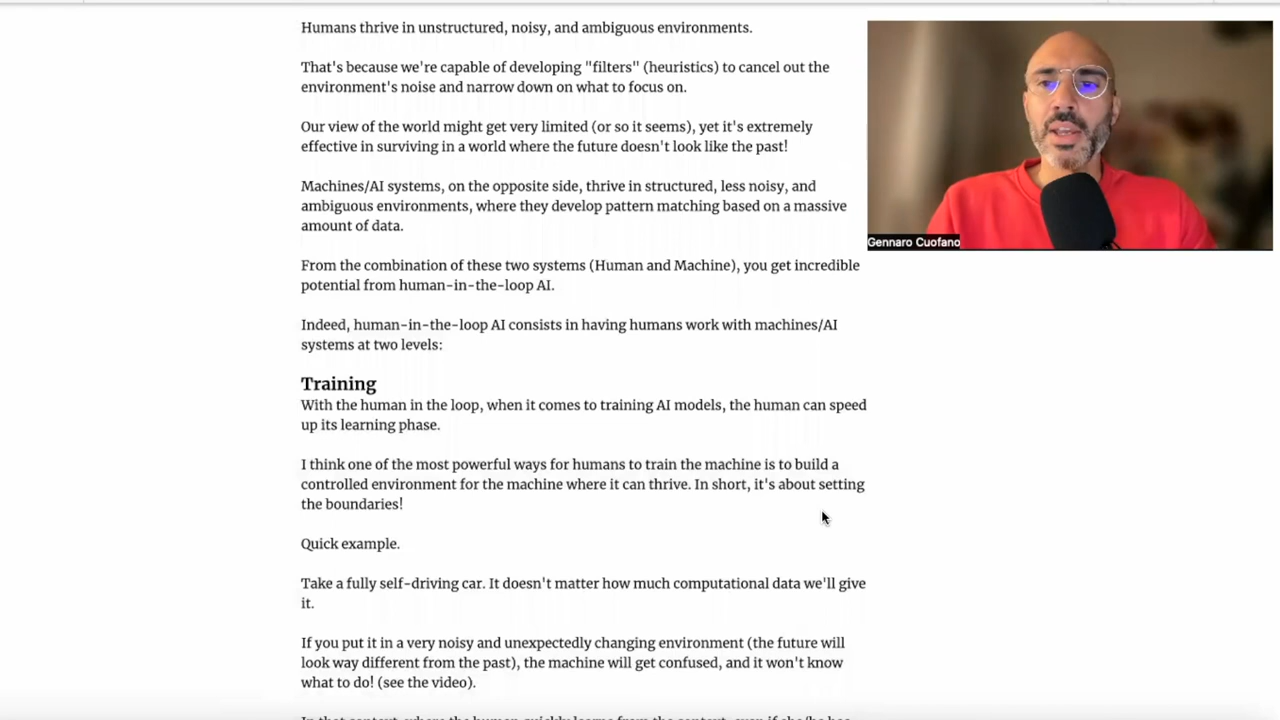 Humans thrive in unstructured, noisy, and ambiguous environments.
That's because we're capable of developing "filters" (heuristics) to cancel out the
environment's noise and narrow down on what to focus on.
Our view of the world might get very limited (or so it seems), yet it's extremely
effective in surviving in a world where the future doesn't look like the past!
Machines/AI systems, on the opposite side, thrive in structured, less noisy, and
ambiguous environments, where they develop pattern matching based on a massive
amount of data.
From the combination of these two systems (Human and Machine), you get incredible
potential from human-in-the-loop AI.
Indeed, human-in-the-loop AI consists in having humans work with machines/AI
systems at two levels:
Training
With the human in the loop, when it comes to training AI models, the human can speed
up its learning phase.
I think one of the most powerful ways for humans to train the machine is to build a
controlled environment for the machine where it can thrive. In short, it's about setting
the boundaries!
Quick example.
Take a fully self-driving car. It doesn't matter how much computational data we'll give
it.
If you put it in a very noisy and unexpectedly changing environment (the future will
look way different from the past), the machine will get confused, and it won't know
what to do! (see the video).
Gennaro Cuofano